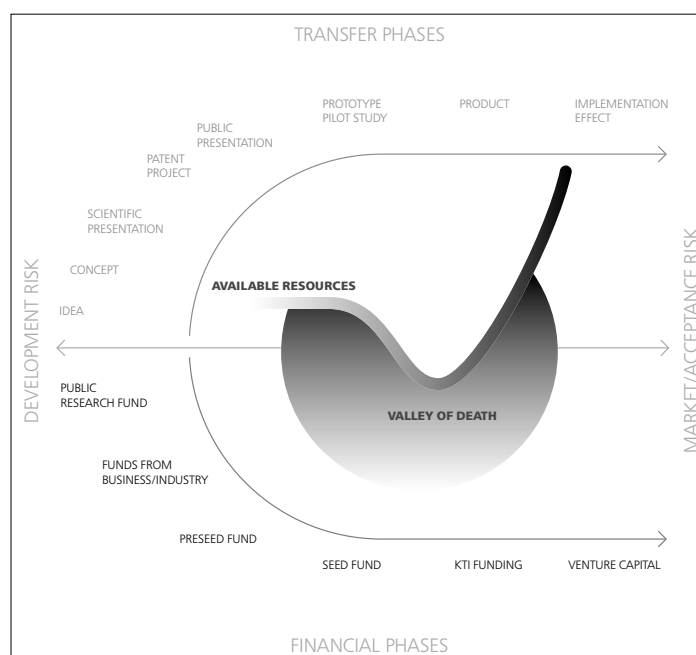 TRANSFER PHASES
PROTOTYPE
PILOT STUDY
PRODUCT
IMPLEMENTATION
EFFECT
PUBLIC
PRESENTATION
PATENT
PROJECT
SCIENTIFIC
PRESENTATION
CONCEPT
IDEA
AVAILABLE RESOURCES
DEVELOPMENT RISK
MARKET/ACCEPTANCE RISK
VALLEY OF DEATH
PUBLIC
RESEARCH FUND
FUNDS FROM
BUSINESS/INDUSTRY
PRESEED FUND
SEED FUND
KTI FUNDING
VENTURE CAPITAL
FINANCIAL PHASES